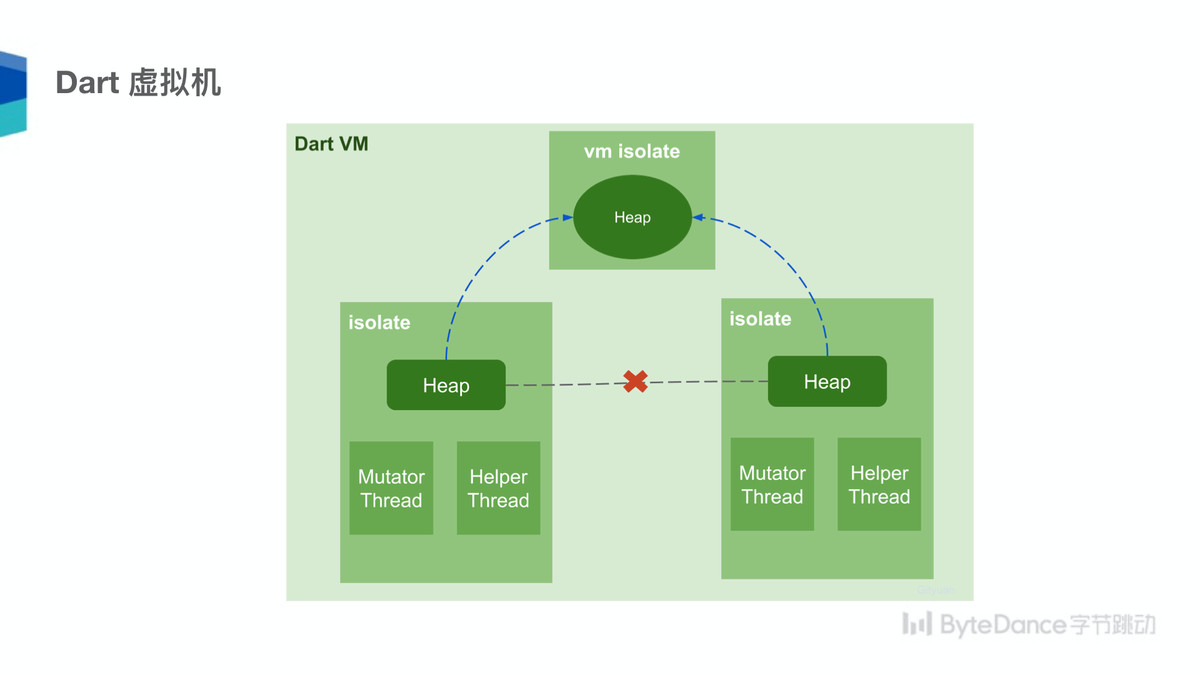 Dart 虚拟机
Dart VM
vm isolate
Heap
isolate
Heap
Mutator
Thread
Helper
Thread
isolate
Heap
Mutator
Thread
Helper
Thread
ByteDance字节跳动